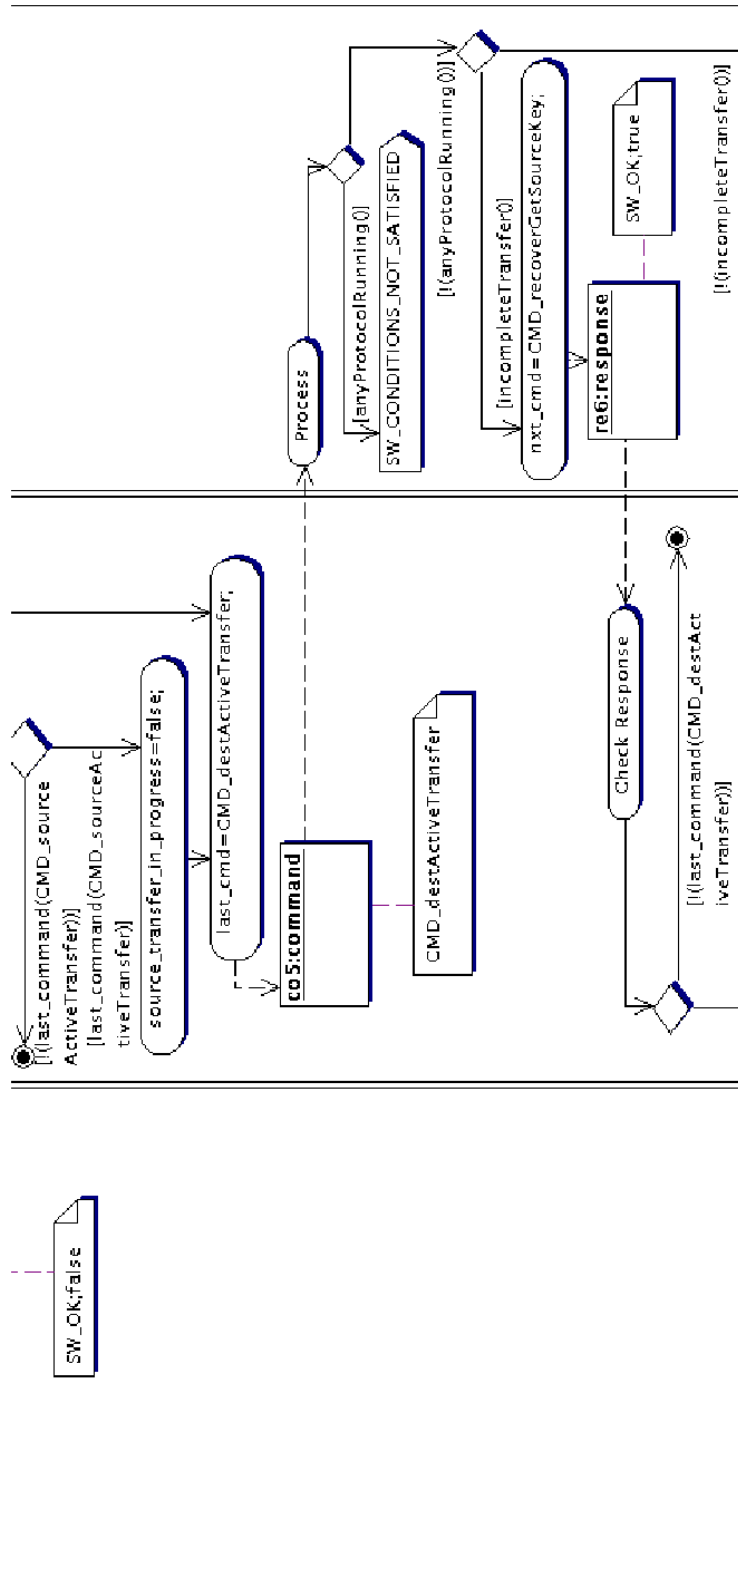 Process
[anyProtocolRunning()]
SW_CONDITIONS_NOT_SATISFIED
[!(anyProtocolRunning())]
[incompleteTransfer()]
nxt_cmd=CMD_recoverGetSourceKey;
re6:response
SW_OK;true
[!(incompleteTransfer())]
[!(last_command(CMD_source
ActiveTransfer))]
[last_command(CMD_sourceAc
tiveTransfer)]
source_transfer_in_progress=false;
last_cmd=CMD_destActiveTransfer;
co5:command
CMD_destActiveTransfer
Check Response
[!(last_command(CMD_destAct
iveTransfer))]
SW_OK;false